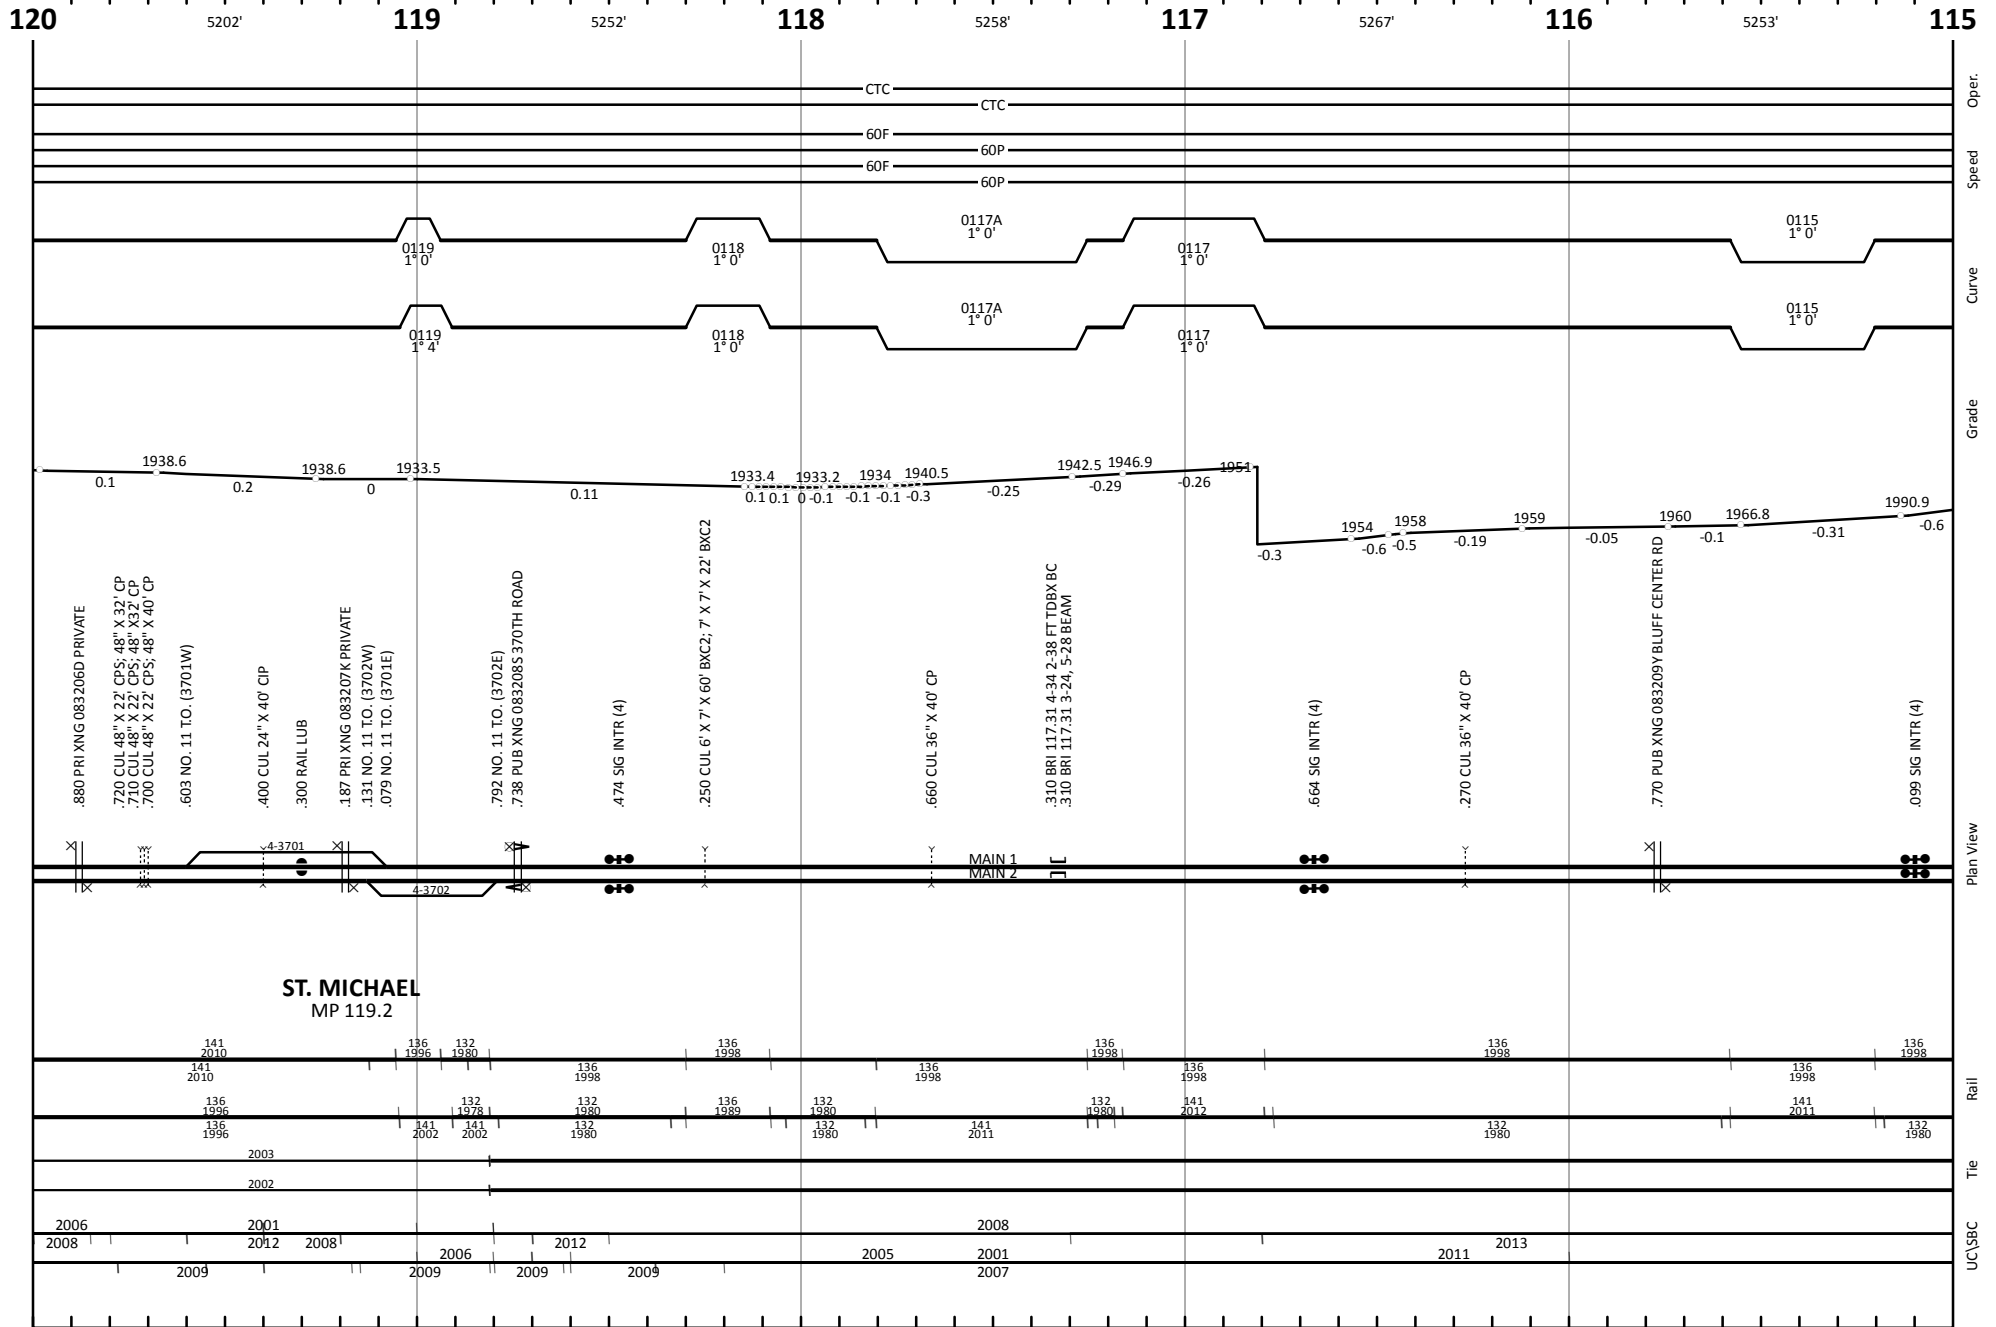 120 5202' 119 5252' 118 5258' 117 5267' 116 5253' 115
Oper.
CTC
CTC
Speed
60F
60P
60F
60P
Curve
0119
1° 0'
0118
1° 0'
0117A
1° 0'
0117
1° 0'
0115
1° 0'
0119
1° 4'
0118
1° 0'
0117A
1° 0'
0117
1° 0'
0115
1° 0'
Grade
1938.6 1938.6 1933.5 1933.4 1933.2 1934 1940.5 1942.5 1946.9 1951 1954 1958 1959 1960 1966.8 1990.9
0.1 0.2 0 0.11 0.1 0.1 0 -0.1 -0.1 -0.1 -0.3 -0.25 -0.29 -0.26 -0.3 -0.6 -0.5 -0.19 -0.05 -0.1 -0.31 -0.6
.880 PRI XNG 083206D PRIVATE
.720 CUL 48" X 22' CPS; 48" X 32' CP
.710 CUL 48" X 22' CPS; 48" X32' CP
.700 CUL 48" X 22' CPS; 48" X 40' CP
.603 NO. 11 T.O. (3701W)
.400 CUL 24" X 40' CIP
.300 RAIL LUB
.187 PRI XNG 083207K PRIVATE
.131 NO. 11 T.O. (3702W)
.079 NO. 11 T.O. (3701E)
.792 NO. 11 T.O. (3702E)
.738 PUB XNG 083208S 370TH ROAD
.474 SIG INTR (4)
.250 CUL 6' X 7' X 60' BXC2; 7' X 7' X 22' BXC2
.660 CUL 36" X 40' CP
.310 BRI 117.31 4-34 2-38 FT TDBX BC
.310 BRI 117.31 3-24, 5-28 BEAM
.664 SIG INTR (4)
.270 CUL 36" X 40' CP
.770 PUB XNG 083209Y BLUFF CENTER RD
.099 SIG INTR (4)
Plan View
4-3701
4-3702
MAIN 1
MAIN 2
ST. MICHAEL
MP 119.2
Rail
141 136 132 136 136 136 136
2010 1996 1980 1998 1998 1998 1998
141 136 136 136 136
2010 1998 1998 1998 1998
136 132 132 136 132 132 141 141
1996 1978 1980 1989 1980 1980 2012 2011
136 141 141 132 132 141 132 132
1996 2002 2002 1980 1980 2011 1980 1980
Tie
2003
2002
UC\SBC
2006 2001 2008
2008 2012 2008 2012 2013
2006 2005 2001 2011
2009 2009 2009 2009 2007